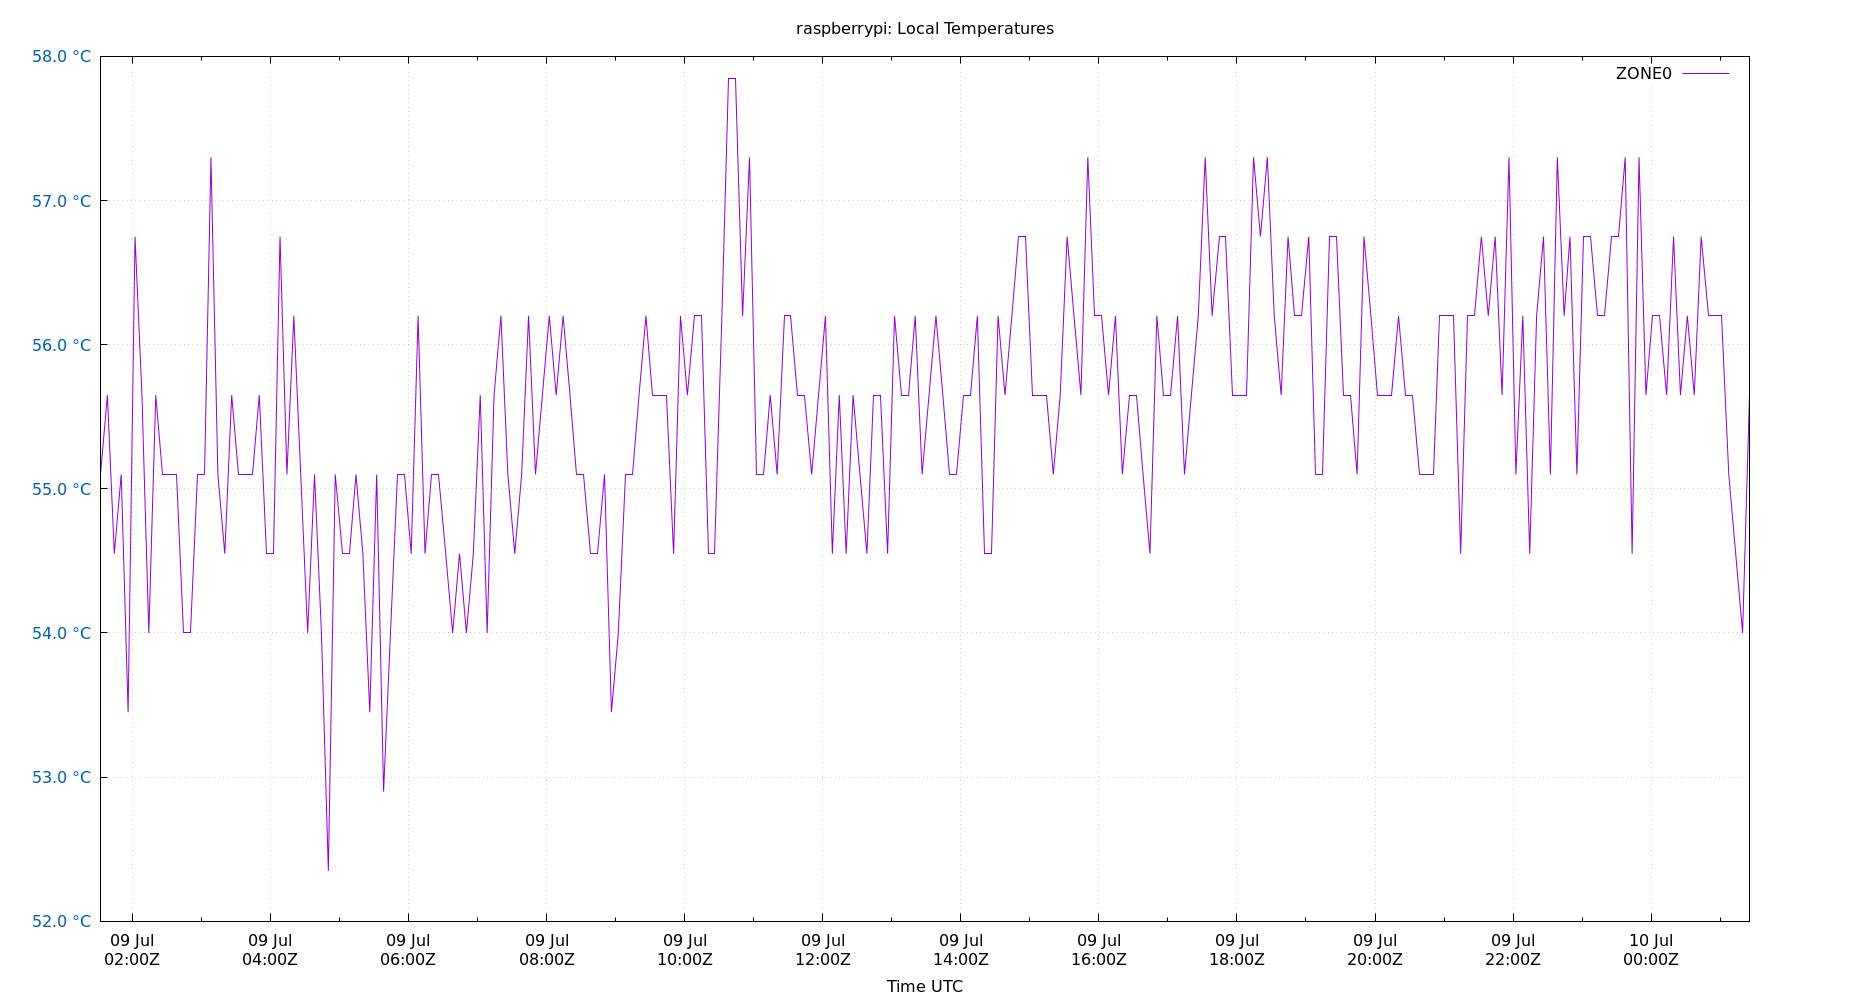 raspberrypi: Local Temperatures
58.0 °C
ZONE0
57.0 °C
56.0 °C
55.0 °C
54.0 °C
53.0 °C
52.0 °C
09 Jul 09 Jul 09 Jul 09 Jul 09 Jul 09 Jul 09 Jul 09 Jul 09 Jul 09 Jul 09 Jul 10 Jul
02:00Z 04:00Z 06:00Z 08:00Z 10:00Z 12:00Z 14:00Z 16:00Z 18:00Z 20:00Z 22:00Z 00:00Z
Time UTC